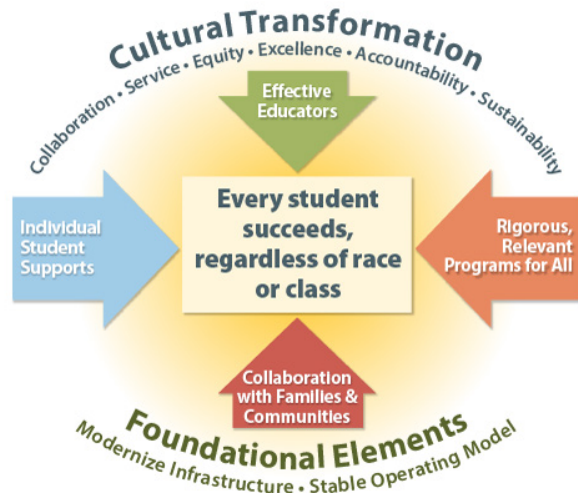 Cultural Transformation
Collaboration • Service • Equity • Excellence • Accountability • Sustainability
Effective
Educators
Individual
Student
Supports
Every student
succeeds,
regardless of race
or class
Rigorous,
Relevant
Programs for All
Collaboration
with Families &
Communities
Foundational Elements
Modernize Infrastructure • Stable Operating Model